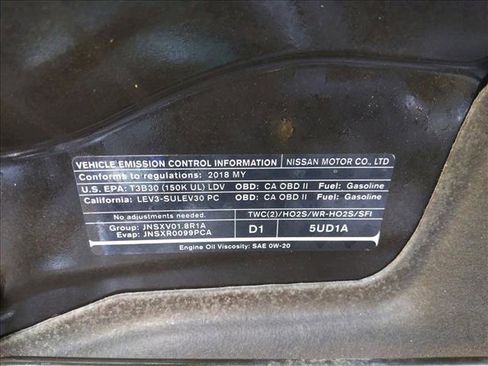 VEHICLE EMISSION CONTROL INFORMATION NISSAN MOTOR CO., LTD
Conforms to regulations: 2018 MY
U.S. EPA: T3B30 (150K UL) LDV OBD: CA OBD II Fuel: Gasoline
California: LEV3-SULEV30 PC OBD: CA OBD II Fuel: Gasoline
No adjustments needed. TWC(2)/HO2S/WR-HO2S/SFI
Group: JNSXV01.8R1A
Evap: JNSXR0099PCA
D1 5UD1A
Engine Oil Viscosity: SAE 0W-20